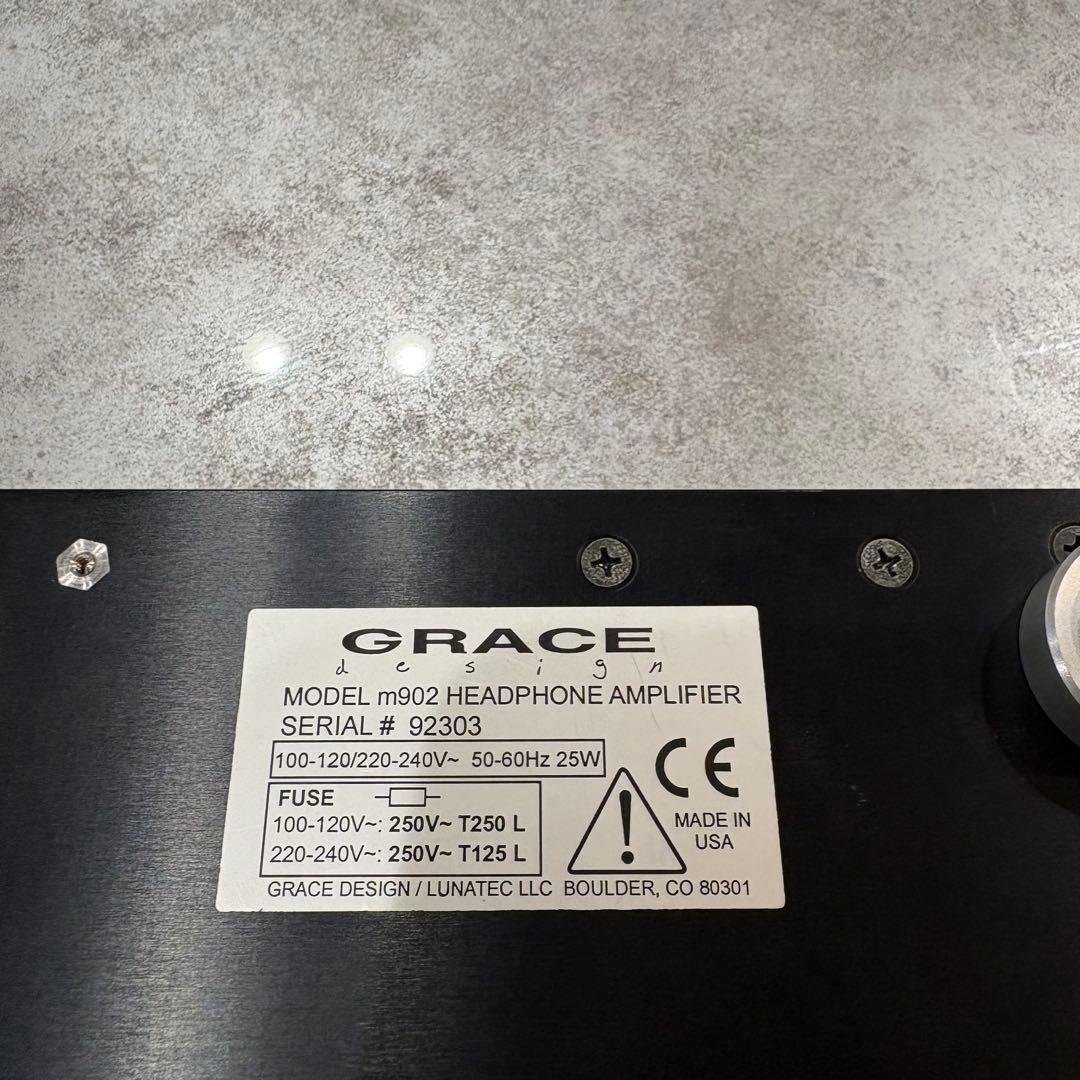 GRACE
design
MODEL m902 HEADPHONE AMPLIFIER
SERIAL # 92303
100-120/220-240V~ 50-60Hz 25W
CE
FUSE
100-120V~: 250V~ T250 L
220-240V~: 250V~ T125 L
!
MADE IN
USA
GRACE DESIGN / LUNATEC LLC BOULDER, CO 80301